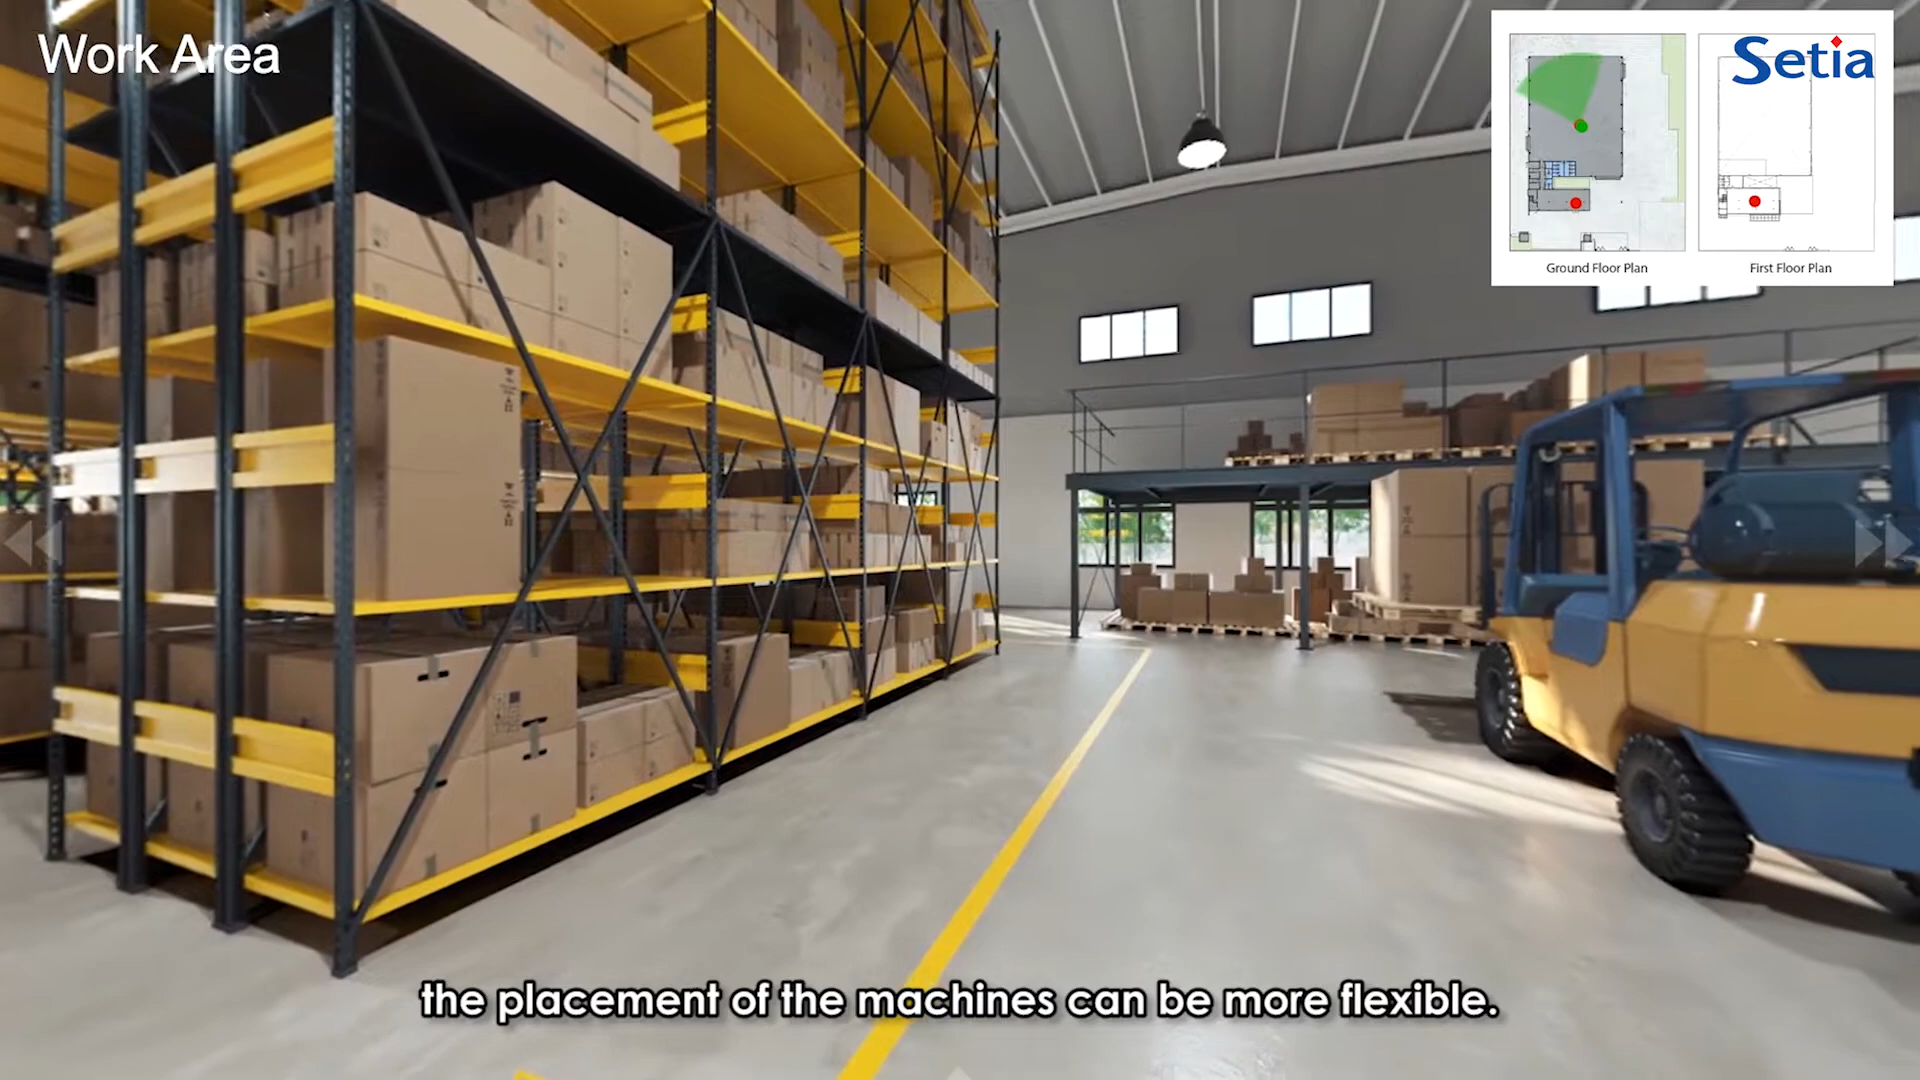 Work Area
Setia
Ground Floor Plan
First Floor Plan
the placement of the machines can be more flexible.